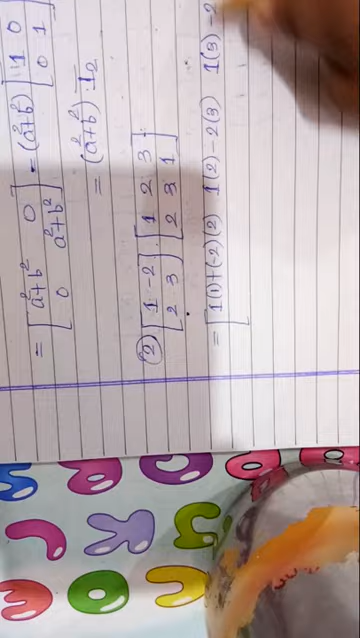 = [a²+b² 0
0 a²+b²] = (a²+b²) [1 0
0 1]
= (a²+b²) · I₂
② [1 -2
2 3] [1 2 3
2 3 1]
= [1(1)+(-2)(2) 1(2)-2(3) 1(3)-2